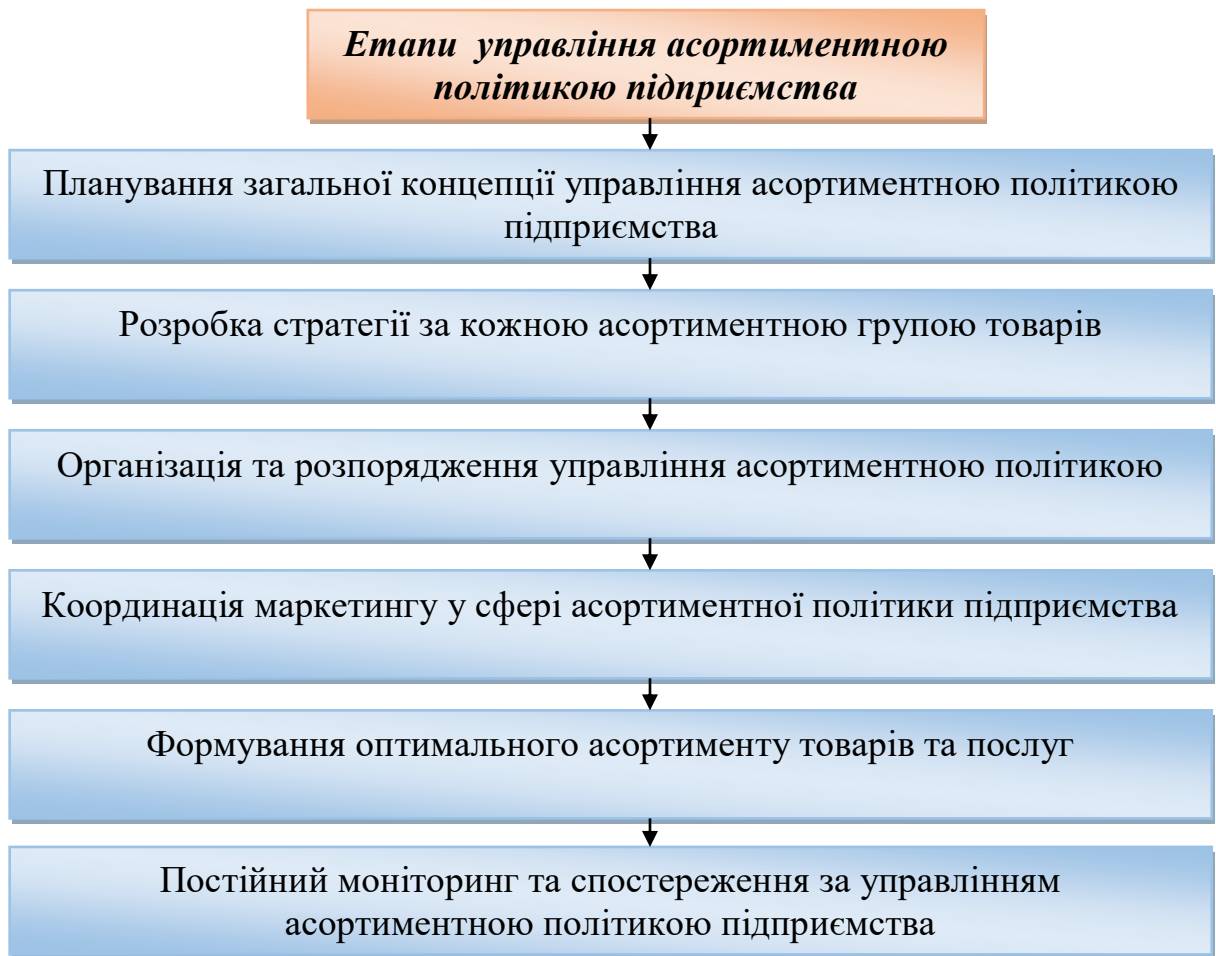 Етапи управління асортиментною
політикою підприємства
Планування загальної концепції управління асортиментною політикою
підприємства
Розробка стратегії за кожною асортиментною групою товарів
Організація та розпорядження управління асортиментною політикою
Координація маркетингу у сфері асортиментної політики підприємства
Формування оптимального асортименту товарів та послуг
Постійний моніторинг та спостереження за управлінням
асортиментною політикою підприємства